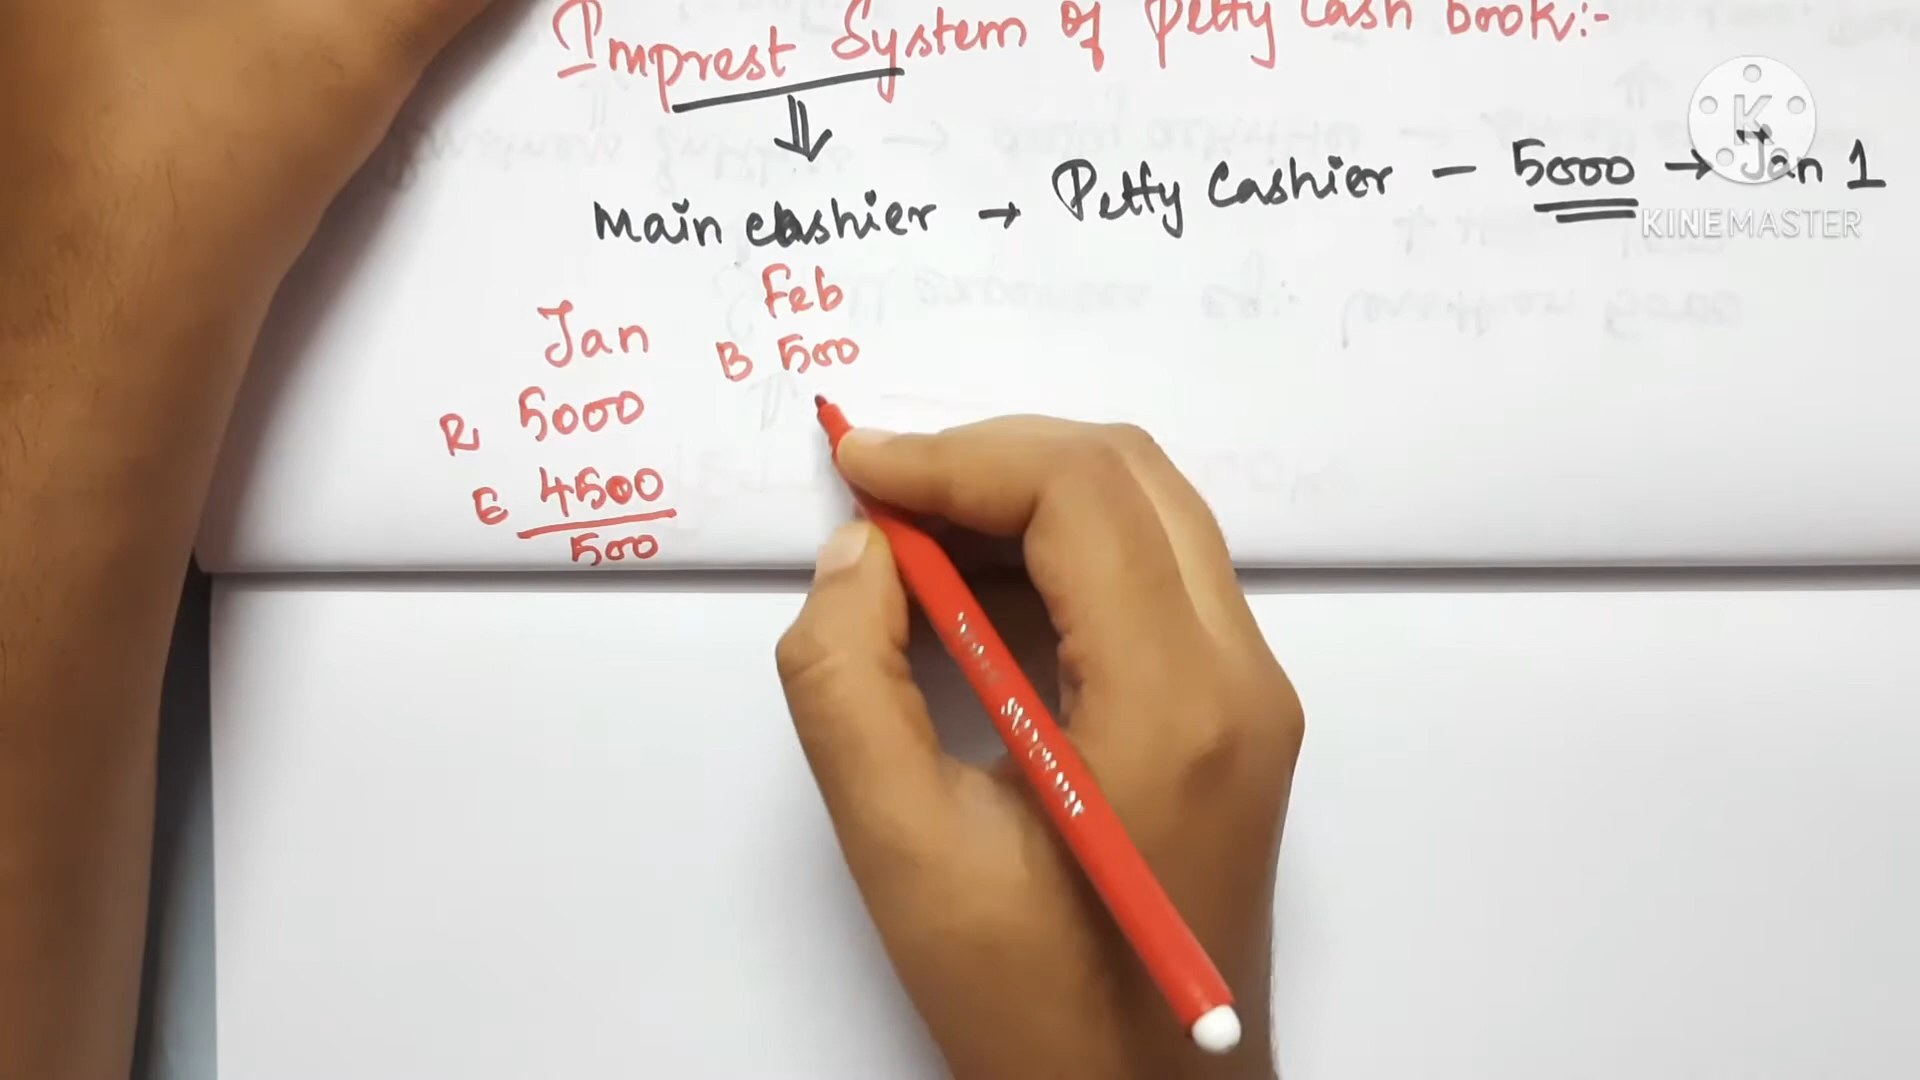 Imprest System of Petty Cash book:-
Main cashier → Petty Cashier - 5000 → Jan 1
KINEMASTER
Jan
R 5000
E 4500
500
Feb
B 500